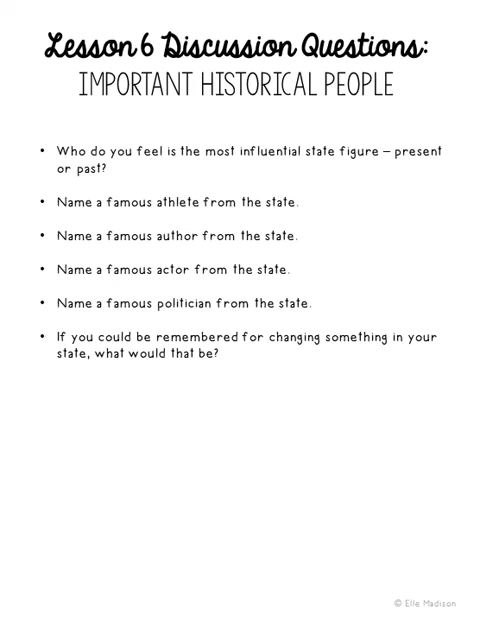 Lesson 6 Discussion Questions:
IMPORTANT HISTORICAL PEOPLE
• Who do you feel is the most influential state figure – present
or past?
• Name a famous athlete from the state.
• Name a famous author from the state.
• Name a famous actor from the state.
• Name a famous politician from the state.
• If you could be remembered for changing something in your
state, what would that be?
© Elle Madison